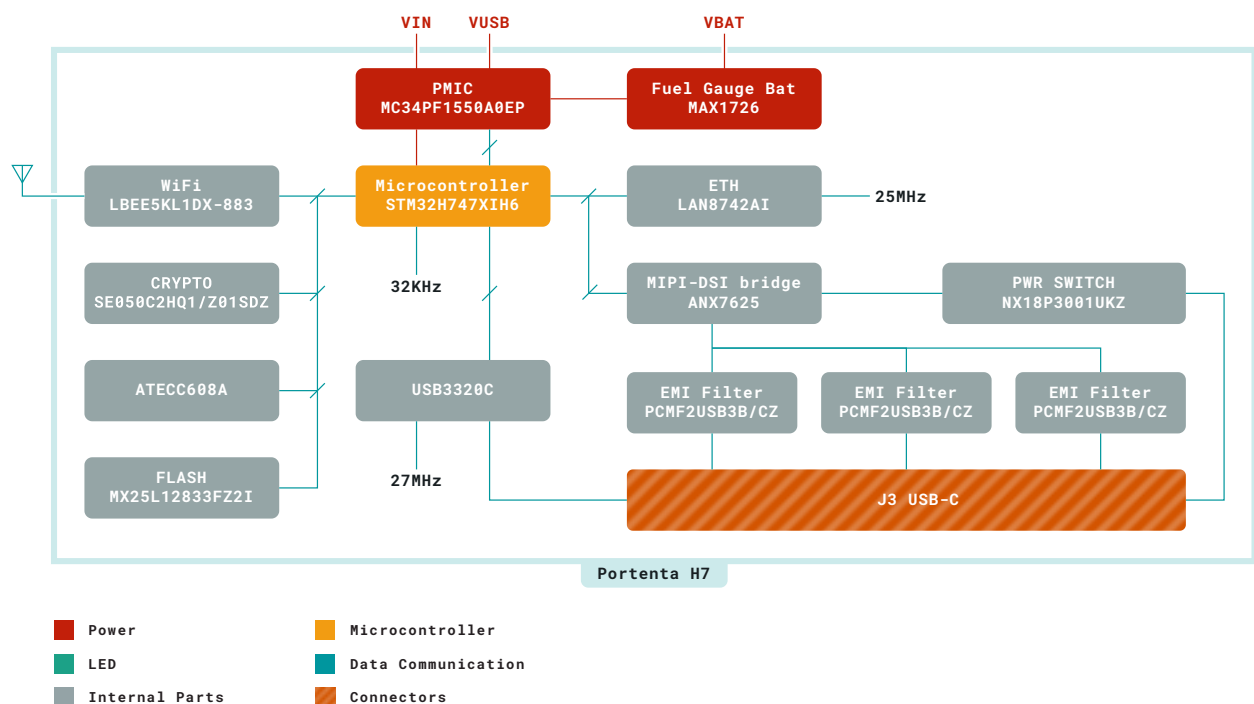 VIN
VUSB
VBAT
PMIC
MC34PF1550A0EP
Fuel Gauge Bat
MAX1726
WiFi
LBEE5KL1DX-883
Microcontroller
STM32H747XIH6
ETH
LAN8742AI
25MHz
CRYPTO
SE050C2HQ1/Z01SDZ
32KHz
MIPI-DSI bridge
ANX7625
PWR SWITCH
NX18P3001UKZ
ATECC608A
USB3320C
EMI Filter
PCMF2USB3B/CZ
EMI Filter
PCMF2USB3B/CZ
EMI Filter
PCMF2USB3B/CZ
FLASH
MX25L12833FZ2I
27MHz
J3 USB-C
Portenta H7
Power
Microcontroller
LED
Data Communication
Internal Parts
Connectors